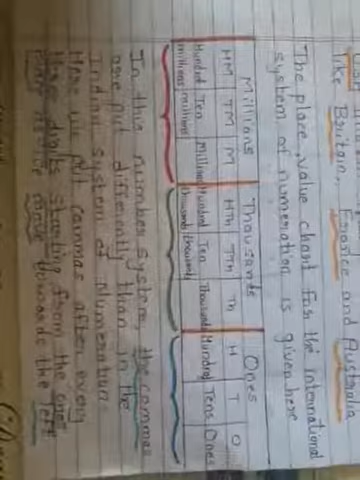 like Britain, France and Australia
The place value chart for the international
system of numeration is given here
Millions Thousands Ones
HM TM M HTh TTh Th H T O
Hundred Ten Millions Hundred Ten Thousands Hundred Tens Ones
millions millions thousands thousands
In this number system, the commas
are put differently than in the
Indian system of Numeration.
Here we put commas after every
three digits starting from the ones
place towards the left